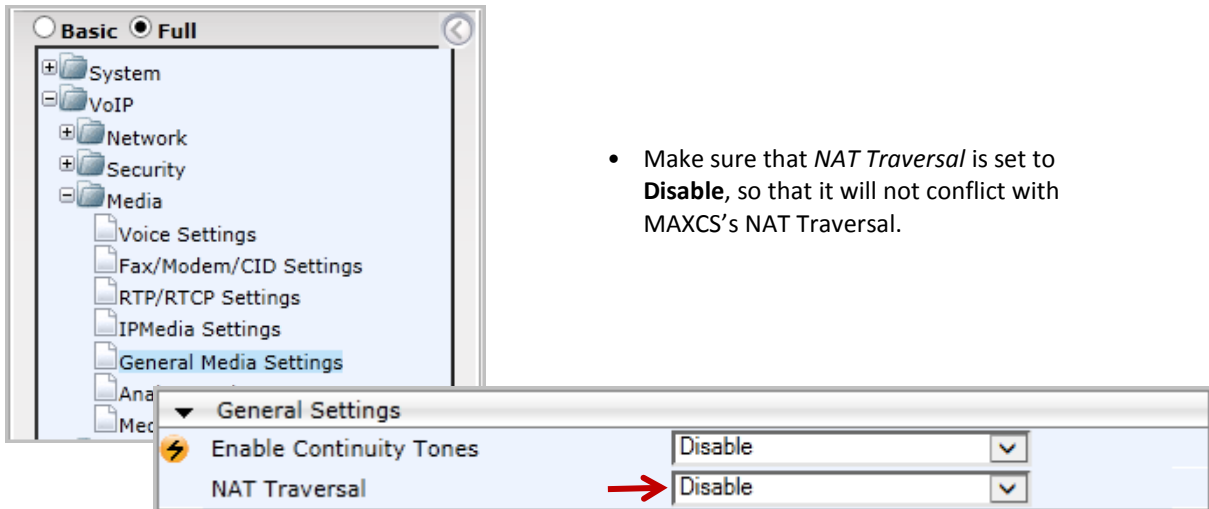 Basic Full
System
VoIP
Network
Security
Media
Voice Settings
Fax/Modem/CID Settings
RTP/RTCP Settings
IPMedia Settings
General Media Settings
• Make sure that NAT Traversal is set to
Disable, so that it will not conflict with
MAXCS’s NAT Traversal.
General Settings
Enable Continuity Tones Disable
NAT Traversal Disable